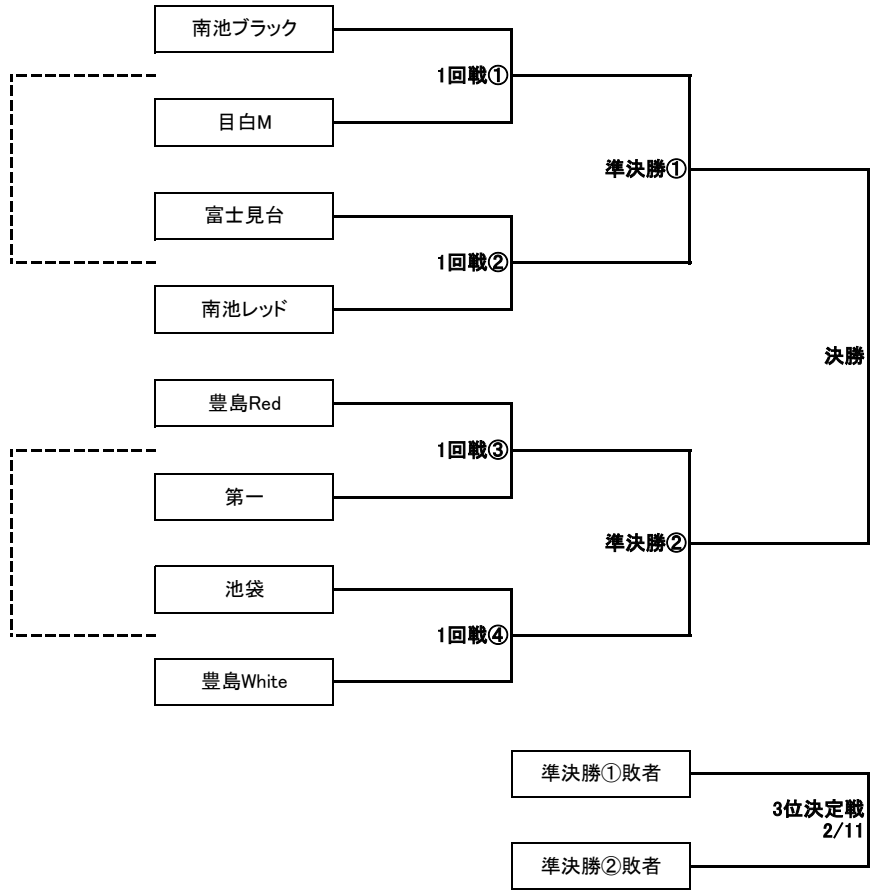 南池ブラック
1回戦①
目白M
準決勝①
富士見台
1回戦②
南池レッド
決勝
豊島Red
1回戦③
第一
準決勝②
池袋
1回戦④
豊島White
準決勝①敗者
3位決定戦
2/11
準決勝②敗者